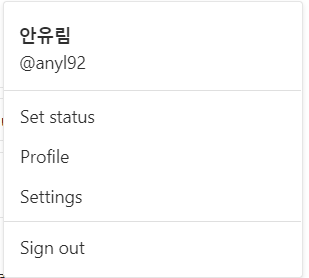 안유림
@anyl92
Set status
Profile
Settings
Sign out